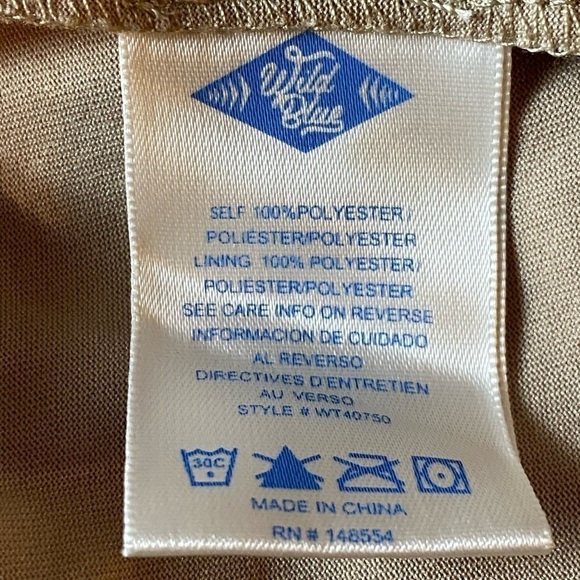 Wild
Blue
SELF 100%POLYESTER/
POLIESTER/POLYESTER
LINING 100% POLYESTER/
POLIESTER/POLYESTER
SEE CARE INFO ON REVERSE
INFORMACION DE CUIDADO
AL REVERSO
DIRECTIVES D'ENTRETIEN
AU VERSO
STYLE # WT40750
30C
MADE IN CHINA
RN # 148554